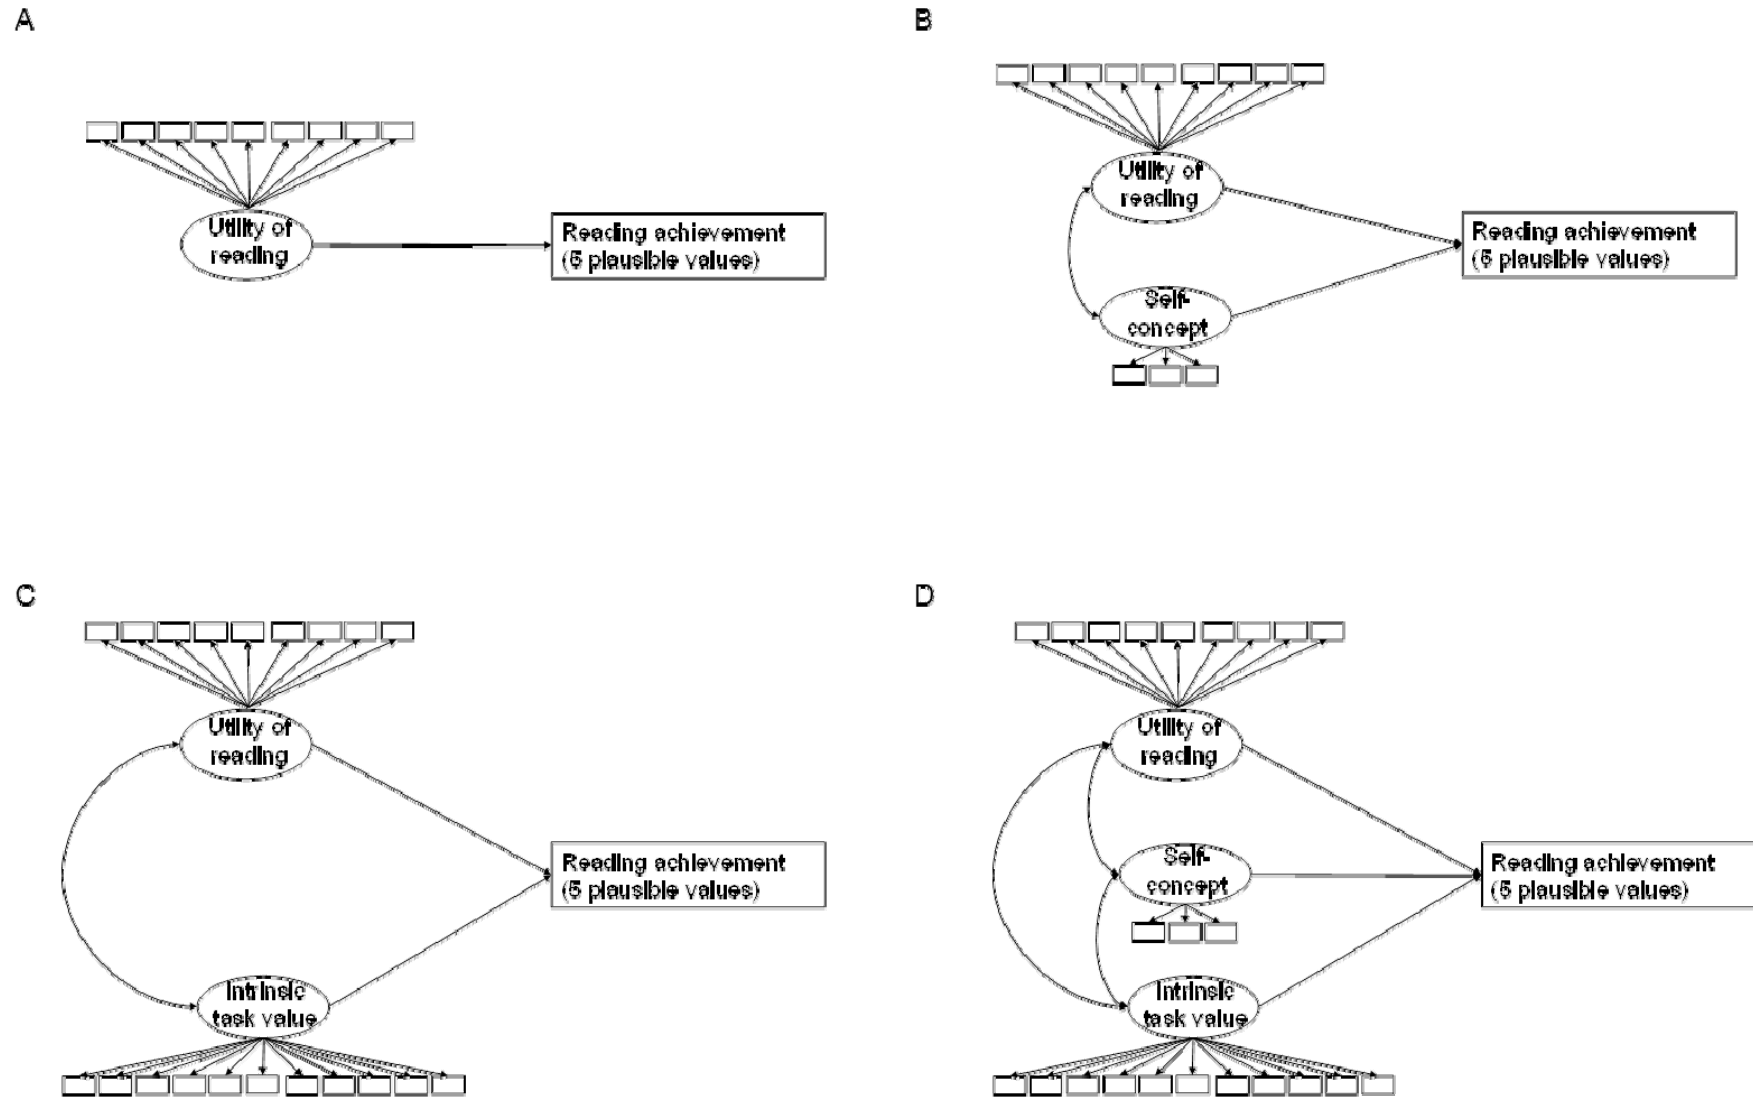 A
Utility of
reading
Reading achievement
(5 plausible values)
B
Utility of
reading
Self-
concept
Reading achievement
(5 plausible values)
C
Utility of
reading
Reading achievement
(5 plausible values)
Intrinsic
task value
D
Utility of
reading
Self-
concept
Reading achievement
(5 plausible values)
Intrinsic
task value